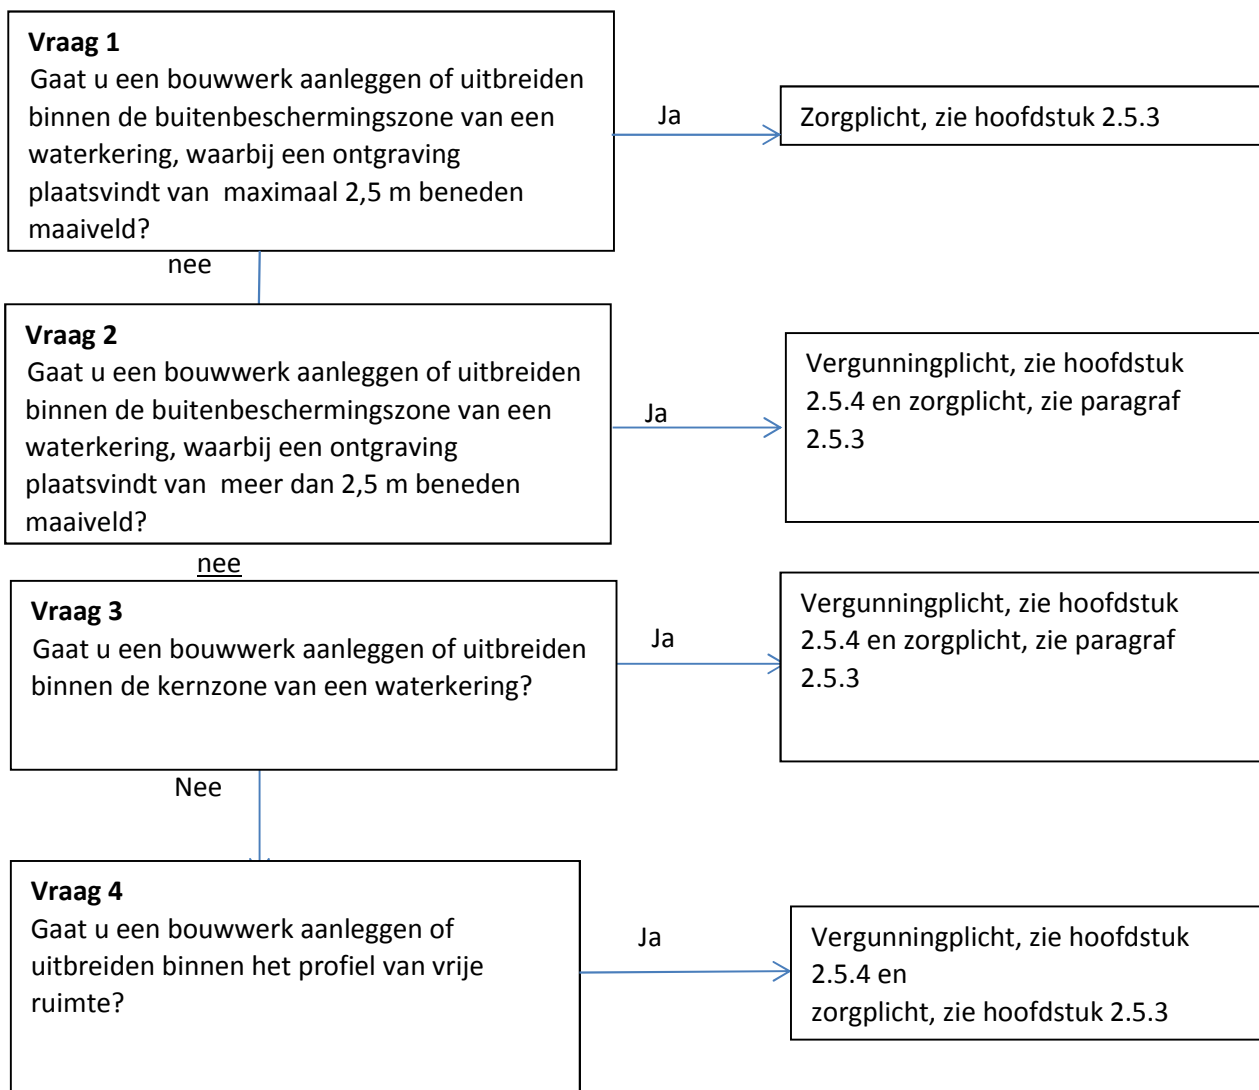 Vraag 1
Gaat u een bouwwerk aanleggen of uitbreiden
binnen de buitenbeschermingszone van een
waterkering, waarbij een ontgraving
plaatsvindt van maximaal 2,5 m beneden
maaiveld?
Ja
Zorgplicht, zie hoofdstuk 2.5.3
nee
Vraag 2
Gaat u een bouwwerk aanleggen of uitbreiden
binnen de buitenbeschermingszone van een
waterkering, waarbij een ontgraving
plaatsvindt van meer dan 2,5 m beneden
maaiveld?
Ja
Vergunningplicht, zie hoofdstuk
2.5.4 en zorgplicht, zie paragraf
2.5.3
nee
Vraag 3
Gaat u een bouwwerk aanleggen of uitbreiden
binnen de kernzone van een waterkering?
Ja
Vergunningplicht, zie hoofdstuk
2.5.4 en zorgplicht, zie paragraf
2.5.3
Nee
Vraag 4
Gaat u een bouwwerk aanleggen of
uitbreiden binnen het profiel van vrije
ruimte?
Ja
Vergunningplicht, zie hoofdstuk
2.5.4 en
zorgplicht, zie hoofdstuk 2.5.3